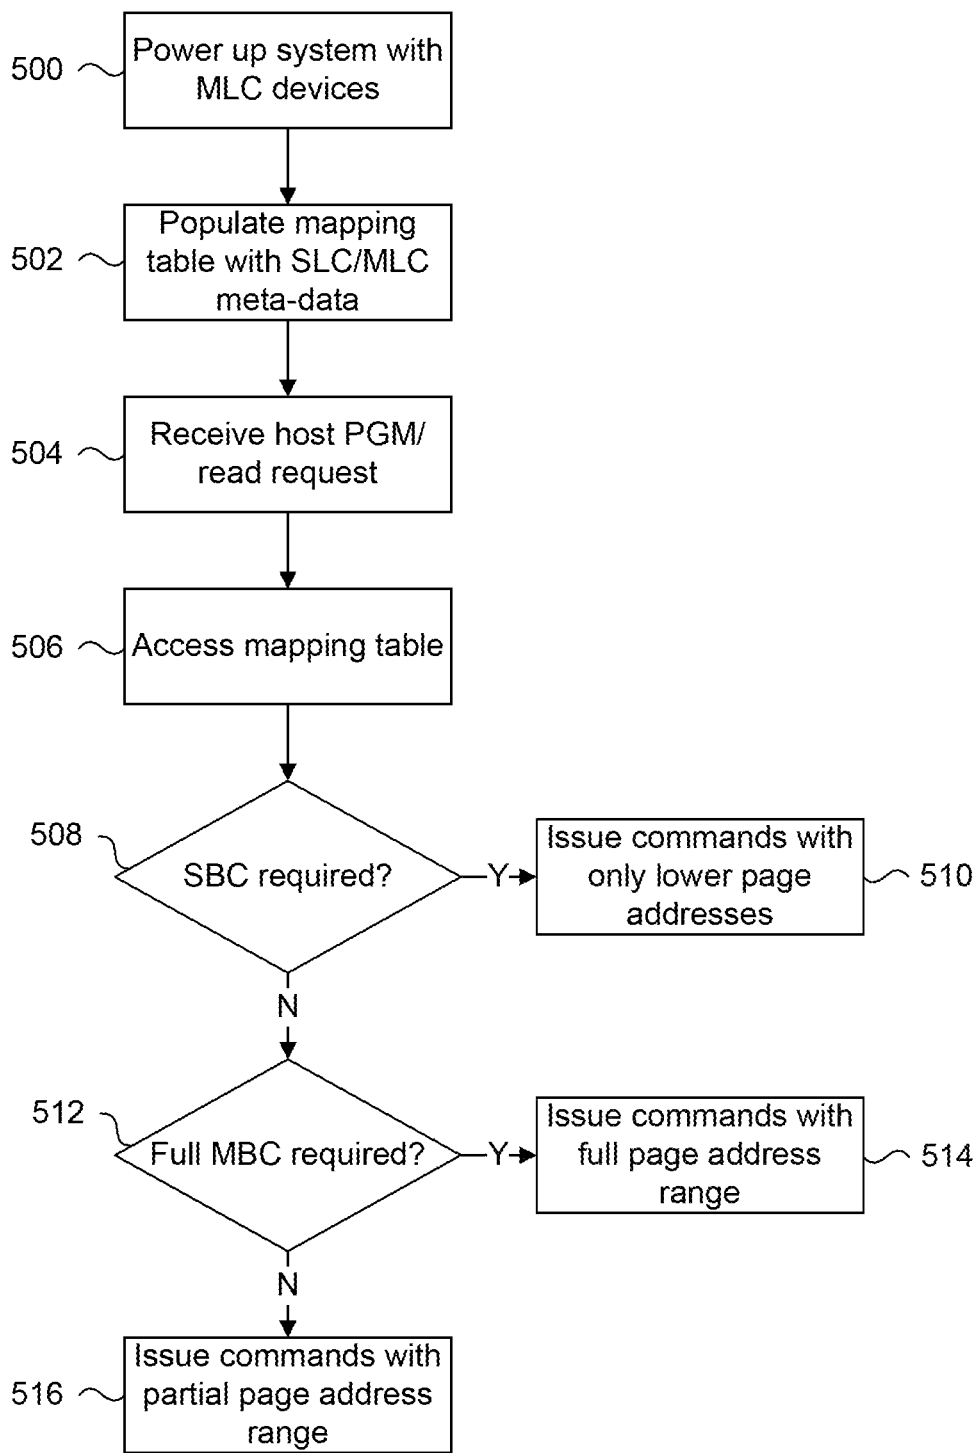 500
Power up system with
MLC devices
502
Populate mapping
table with SLC/MLC
meta-data
504
Receive host PGM/
read request
506
Access mapping table
508
SBC required?
Y
Issue commands with
only lower page
addresses
510
N
512
Full MBC required?
Y
Issue commands with
full page address
range
514
N
516
Issue commands with
partial page address
range